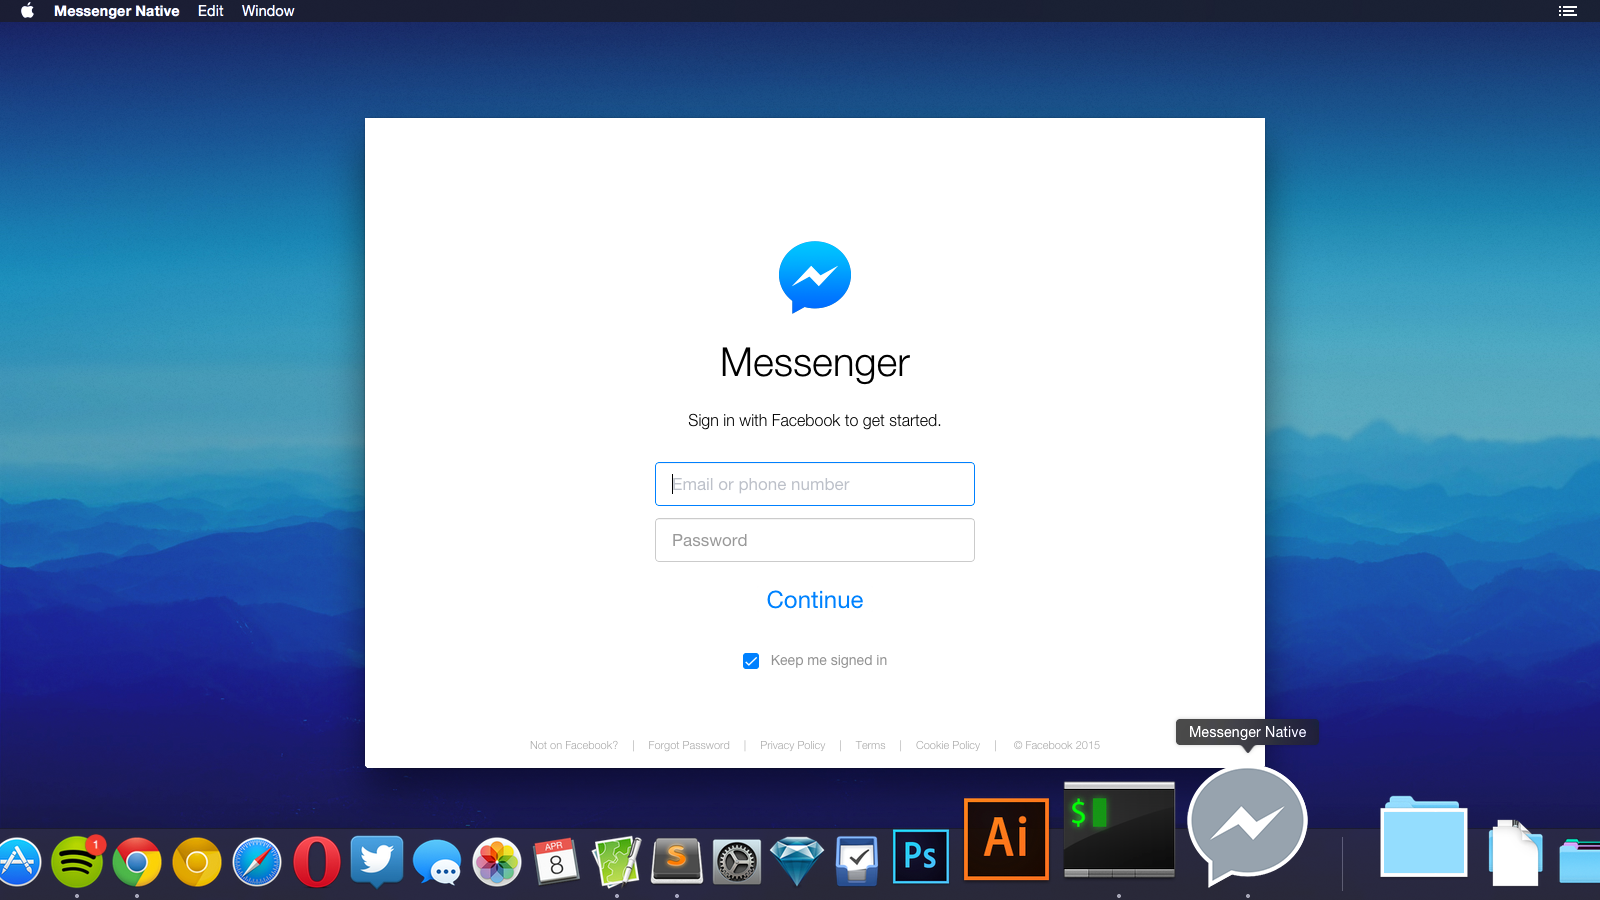 Messenger Native Edit Window
Messenger
Sign in with Facebook to get started.
Email or phone number
Password
Continue
Keep me signed in
Not on Facebook? | Forgot Password | Privacy Policy | Terms | Cookie Policy | © Facebook 2015
Messenger Native
1
APR
8
S
Ps
Ai
$